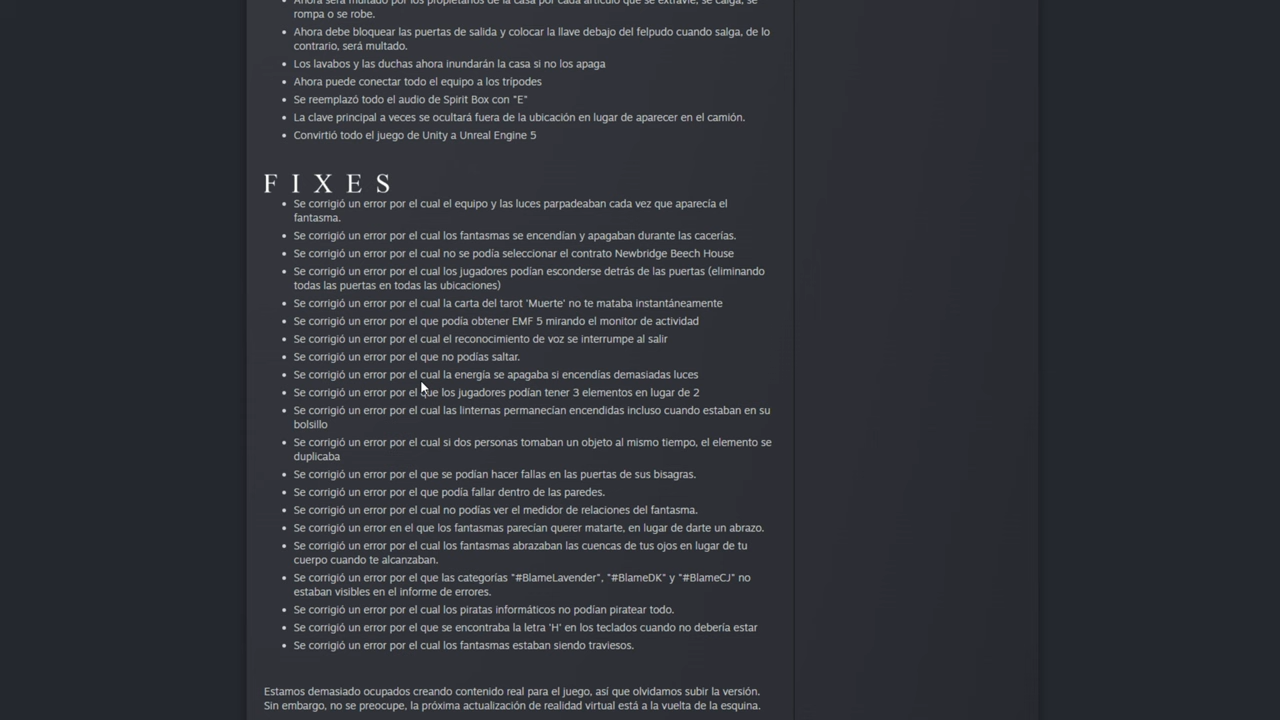 Ahora será multado por los propietarios de la casa por cada artículo que se extravíe, se caiga, se
rompa o se robe.
Ahora debe bloquear las puertas de salida y colocar la llave debajo del felpudo cuando salga, de lo
contrario, será multado.
Los lavabos y las duchas ahora inundarán la casa si no los apaga
Ahora puede conectar todo el equipo a los trípodes
Se reemplazó todo el audio de Spirit Box con "E"
La clave principal a veces se ocultará fuera de la ubicación en lugar de aparecer en el camión.
Convirtió todo el juego de Unity a Unreal Engine 5
FIXES
Se corrigió un error por el cual el equipo y las luces parpadeaban cada vez que aparecía el
fantasma.
Se corrigió un error por el cual los fantasmas se encendían y apagaban durante las cacerías.
Se corrigió un error por el cual no se podía seleccionar el contrato Newbridge Beech House
Se corrigió un error por el cual los jugadores podían esconderse detrás de las puertas (eliminando
todas las puertas en todas las ubicaciones)
Se corrigió un error por el cual la carta del tarot 'Muerte' no te mataba instantáneamente
Se corrigió un error por el que podía obtener EMF 5 mirando el monitor de actividad
Se corrigió un error por el cual el reconocimiento de voz se interrumpe al salir
Se corrigió un error por el que no podías saltar.
Se corrigió un error por el cual la energía se apagaba si encendías demasiadas luces
Se corrigió un error por el que los jugadores podían tener 3 elementos en lugar de 2
Se corrigió un error por el cual las linternas permanecían encendidas incluso cuando estaban en su
bolsillo
Se corrigió un error por el cual si dos personas tomaban un objeto al mismo tiempo, el elemento se
duplicaba
Se corrigió un error por el que se podían hacer fallas en las puertas de sus bisagras.
Se corrigió un error por el que podía fallar dentro de las paredes.
Se corrigió un error por el cual no podías ver el medidor de relaciones del fantasma.
Se corrigió un error en el que los fantasmas parecían querer matarte, en lugar de darte un abrazo.
Se corrigió un error por el cual los fantasmas abrazaban las cuencas de tus ojos en lugar de tu
cuerpo cuando te alcanzaban.
Se corrigió un error por el que las categorías "#BlameLavender", "#BlameDK" y "#BlameCJ" no
estaban visibles en el informe de errores.
Se corrigió un error por el cual los piratas informáticos no podían piratear todo.
Se corrigió un error por el que se encontraba la letra 'H' en los teclados cuando no debería estar
Se corrigió un error por el cual los fantasmas estaban siendo traviesos.
Estamos demasiado ocupados creando contenido real para el juego, así que olvidamos subir la versión.
Sin embargo, no se preocupe, la próxima actualización de realidad virtual está a la vuelta de la esquina.